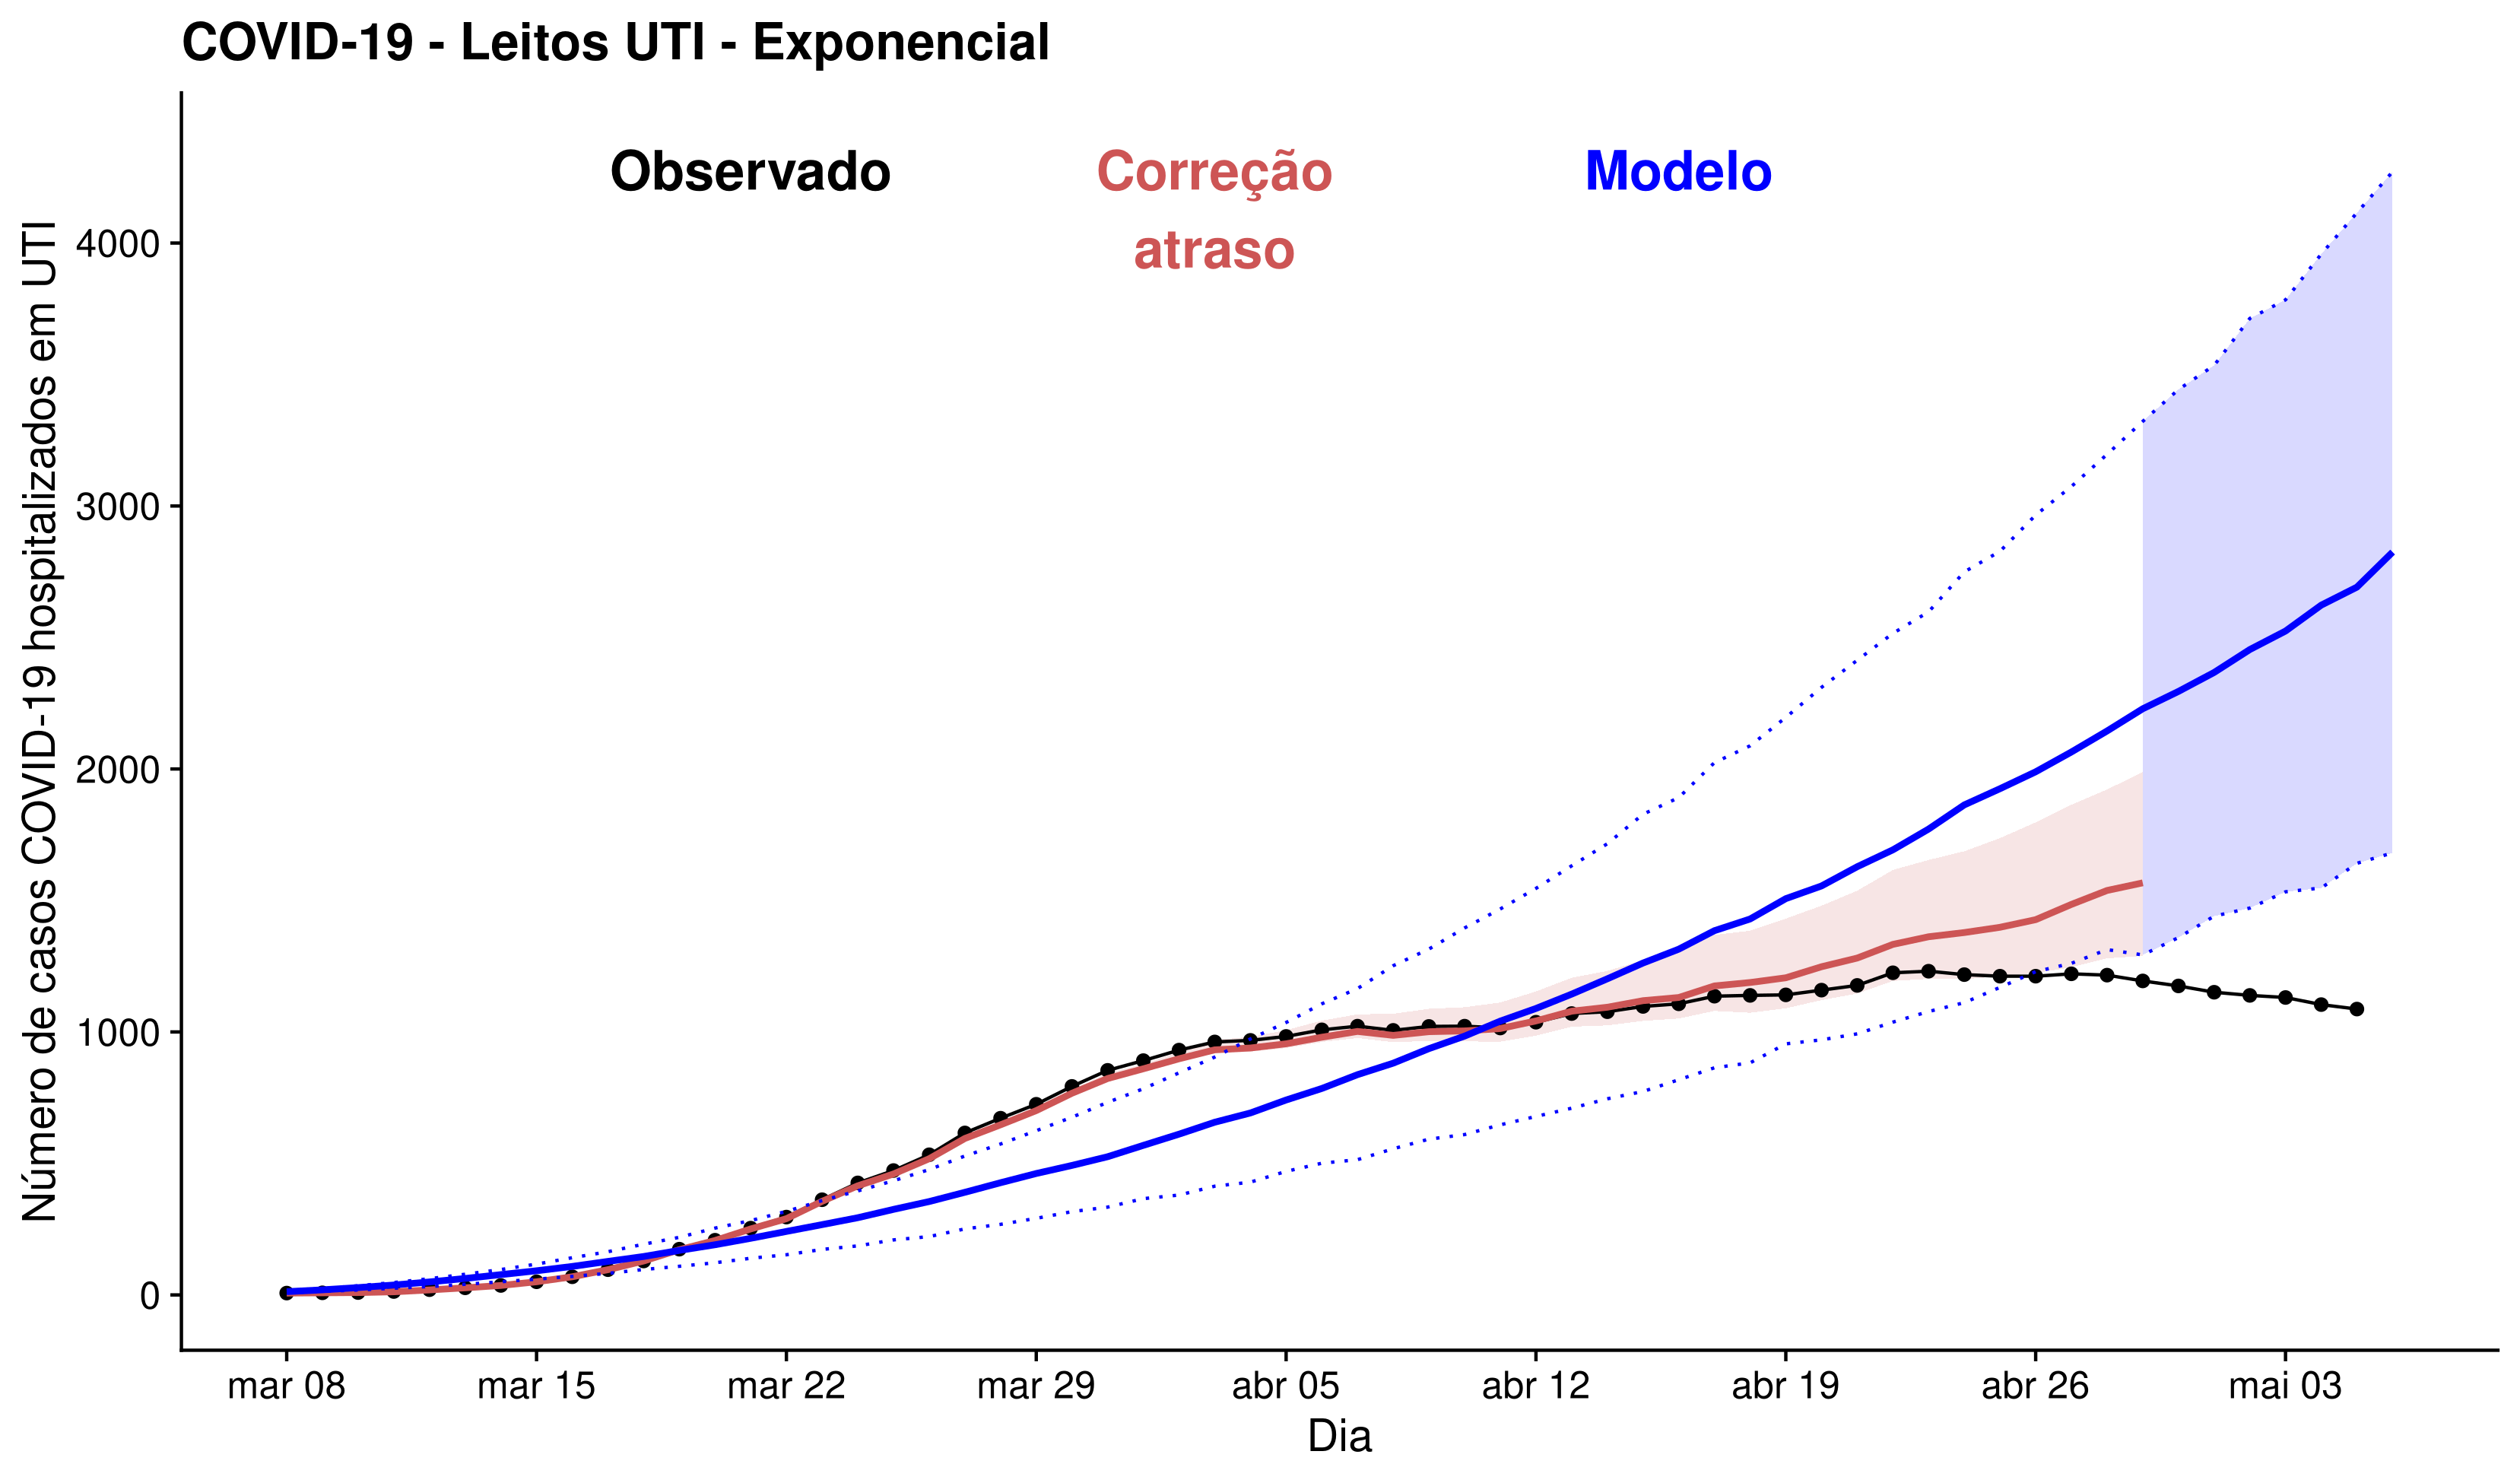 COVID-19 - Leitos UTI - Exponencial
Observado
Correção
atraso
Modelo
Número de casos COVID-19 hospitalizados em UTI
4000
3000
2000
1000
0
mar 08
mar 15
mar 22
mar 29
abr 05
abr 12
abr 19
abr 26
mai 03
Dia